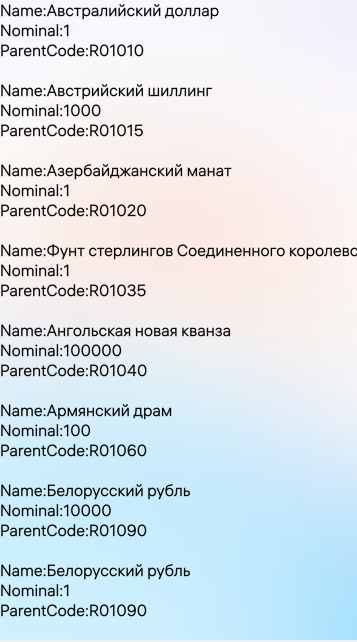 Name:Австралийский доллар
Nominal:1
ParentCode:R01010
Name:Австрийский шиллинг
Nominal:1000
ParentCode:R01015
Name:Азербайджанский манат
Nominal:1
ParentCode:R01020
Name:Фунт стерлингов Соединенного
Nominal:1
ParentCode:R01035
Name:Ангольская новая кванза
Nominal:100000
ParentCode:R01040
Name:Армянский драм
Nominal:100
ParentCode:R01060
Name:Белорусский рубль
Nominal:10000
ParentCode:R01090
Name:Белорусский рубль
Nominal:1
ParentCode:R01090